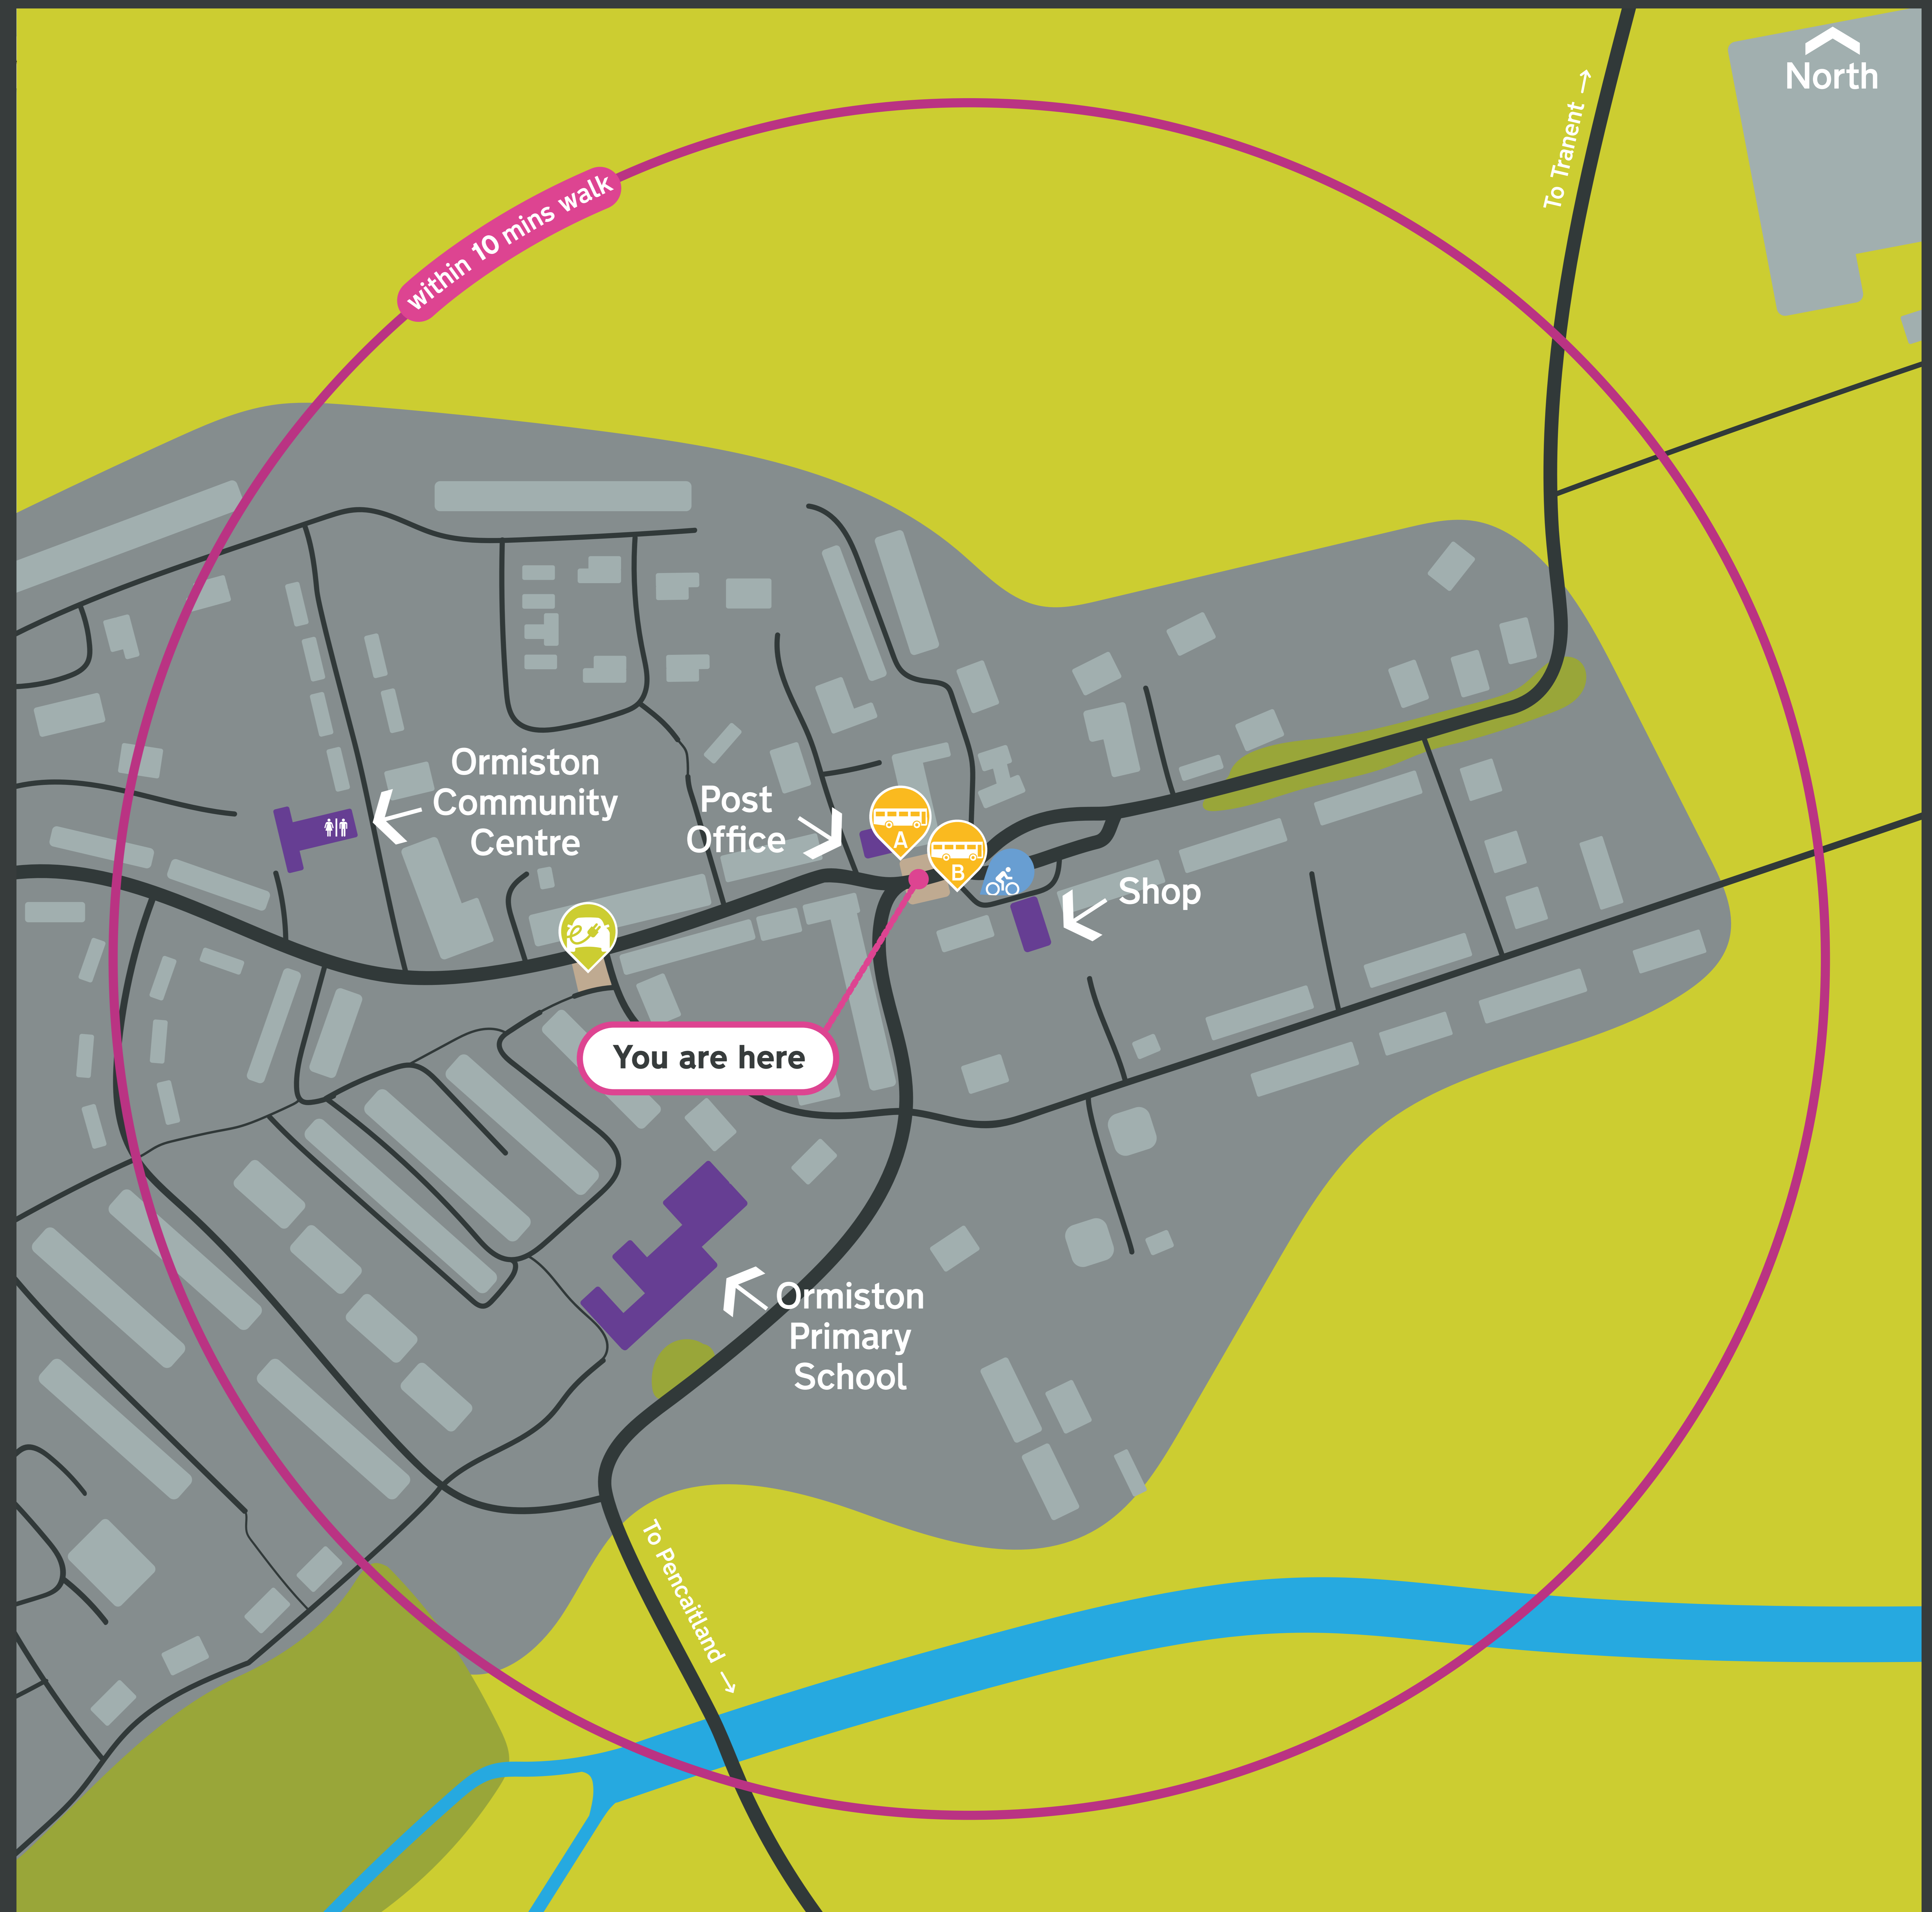 North
To Tranent →
within 10 mins walk
Ormiston
Community
Centre
Post
Office
A
B
Shop
You are here
Ormiston
Primary
School
To Pencaitland →